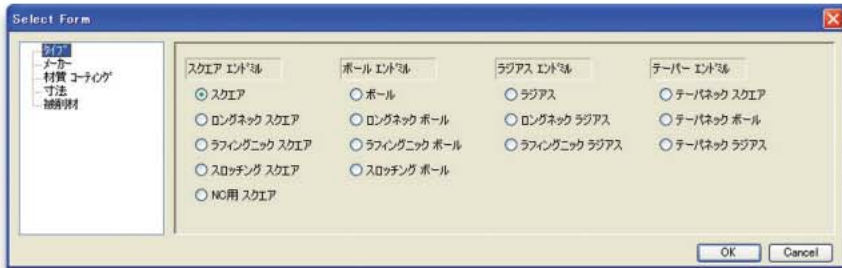 Select Form
タイプ
メーカー
材質 コーティング
寸法
被削材
スクエア エンドミル
スクエア
ロングネック スクエア
ラフィングニック スクエア
スロッチング スクエア
NC用 スクエア
ボール エンドミル
ボール
ロングネック ボール
ラフィングニック ボール
スロッチング ボール
ラジアス エンドミル
ラジアス
ロングネック ラジアス
ラフィングニック ラジアス
テーパー エンドミル
テーパネック スクエア
テーパネック ボール
テーパネック ラジアス
OK
Cancel